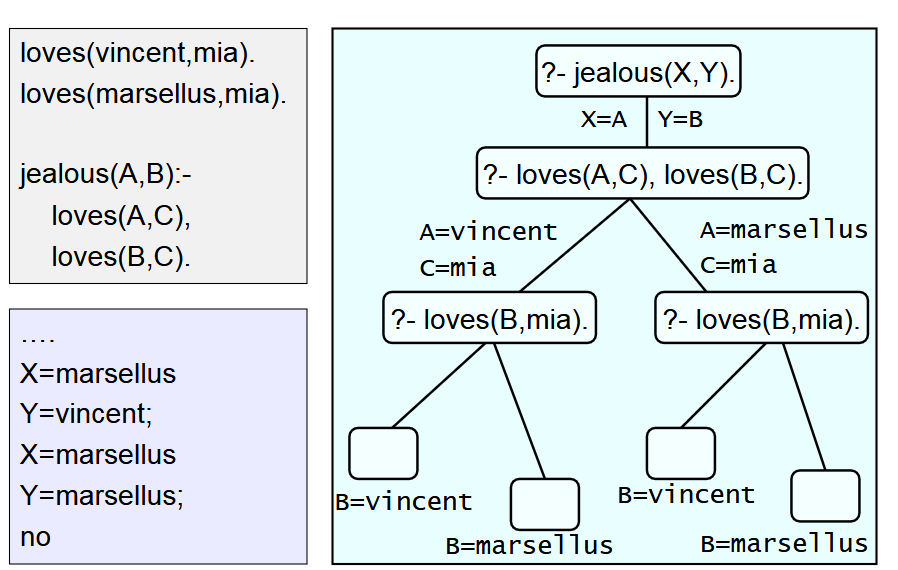 loves(vincent,mia).
loves(marsellus,mia).
jealous(A,B):-
loves(A,C),
loves(B,C).
....
X=marsellus
Y=vincent;
X=marsellus
Y=marsellus;
no
?- jealous(X,Y).
X=A Y=B
?- loves(A,C), loves(B,C).
A=vincent
C=mia
A=marsellus
C=mia
?- loves(B,mia).
?- loves(B,mia).
B=vincent
B=marsellus
B=vincent
B=marsellus